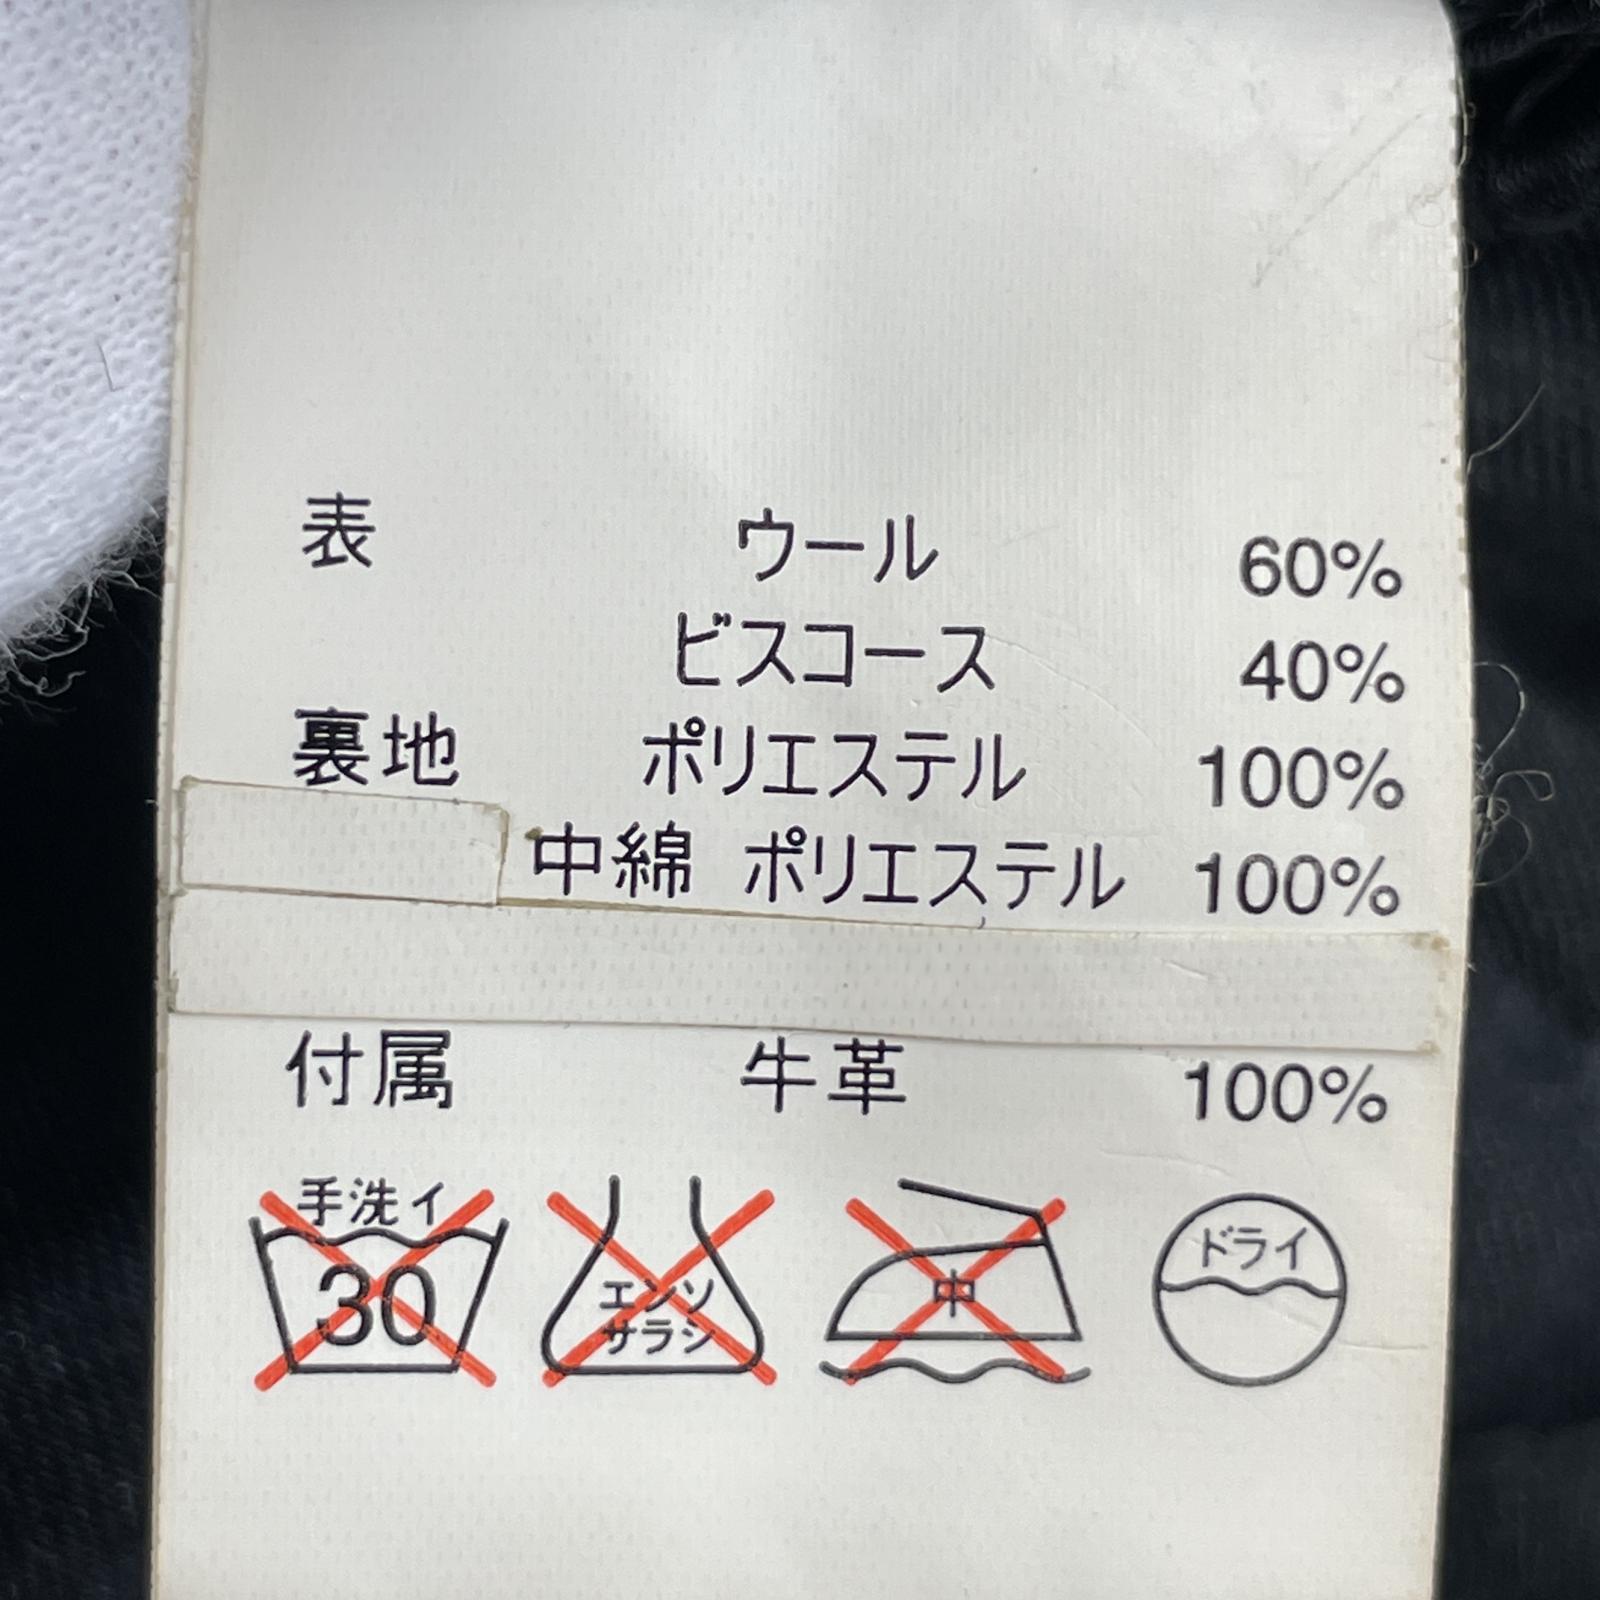 表 ウール 60%
ビスコース 40%
裏地 ポリエステル 100%
中綿 ポリエステル 100%
付属 牛革 100%
手洗イ
30
エンソ
サラシ
中
ドライ